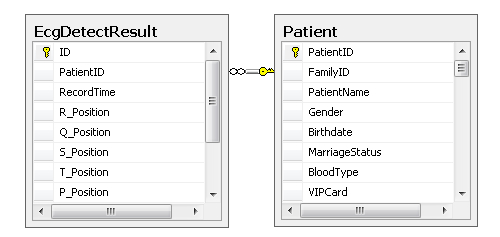 EcgDetectResult
ID
PatientID
RecordTime
R_Position
Q_Position
S_Position
T_Position
P_Position
Patient
PatientID
FamilyID
PatientName
Gender
Birthdate
MarriageStatus
BloodType
VIPCard